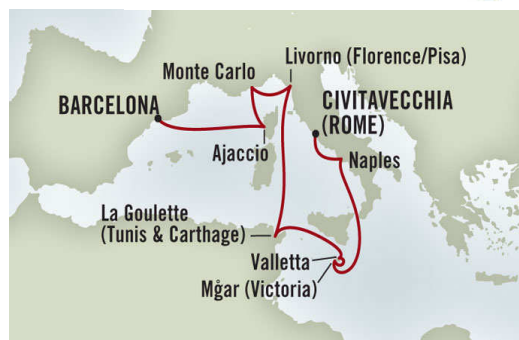 Livorno (Florence/Pisa)
Monte Carlo
BARCELONA
CIVITAVECCHIA
(ROME)
Ajaccio
Naples
La Goulette
(Tunis & Carthage)
Valletta
Mġar (Victoria)